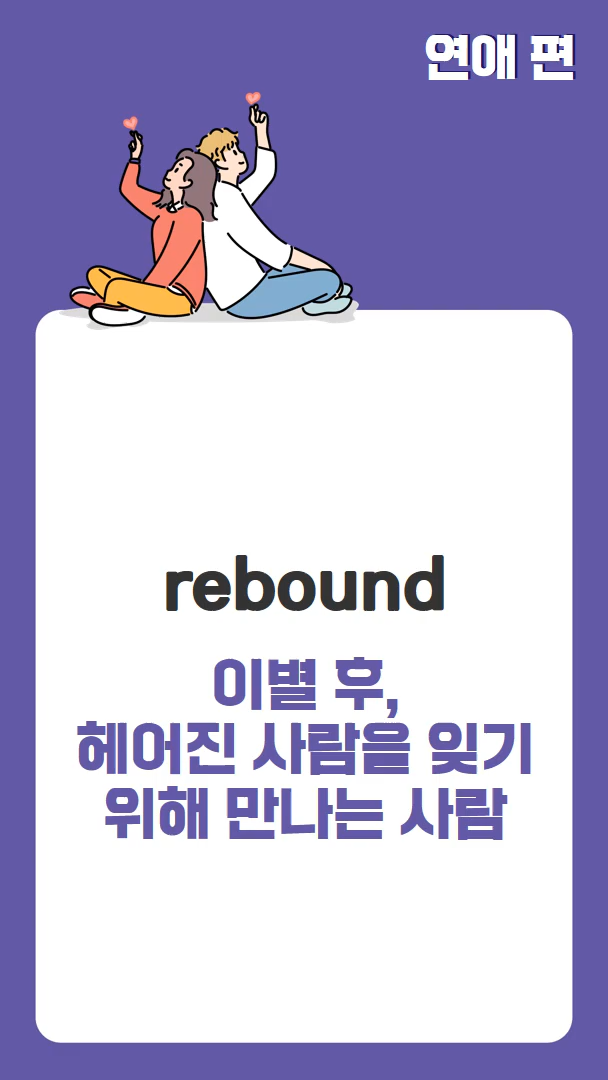 연애 편
rebound
이별 후,
헤어진 사람을 잊기
위해 만나는 사람